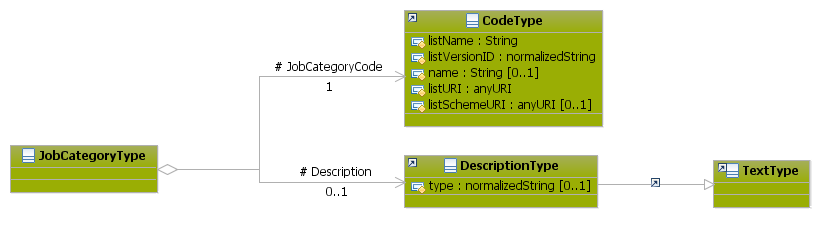 CodeType
listName : String
listVersionID : normalizedString
name : String [0..1]
listURI : anyURI
listSchemeURI : anyURI [0..1]
# JobCategoryCode
1
JobCategoryType
# Description
0..1
DescriptionType
type : normalizedString [0..1]
TextType